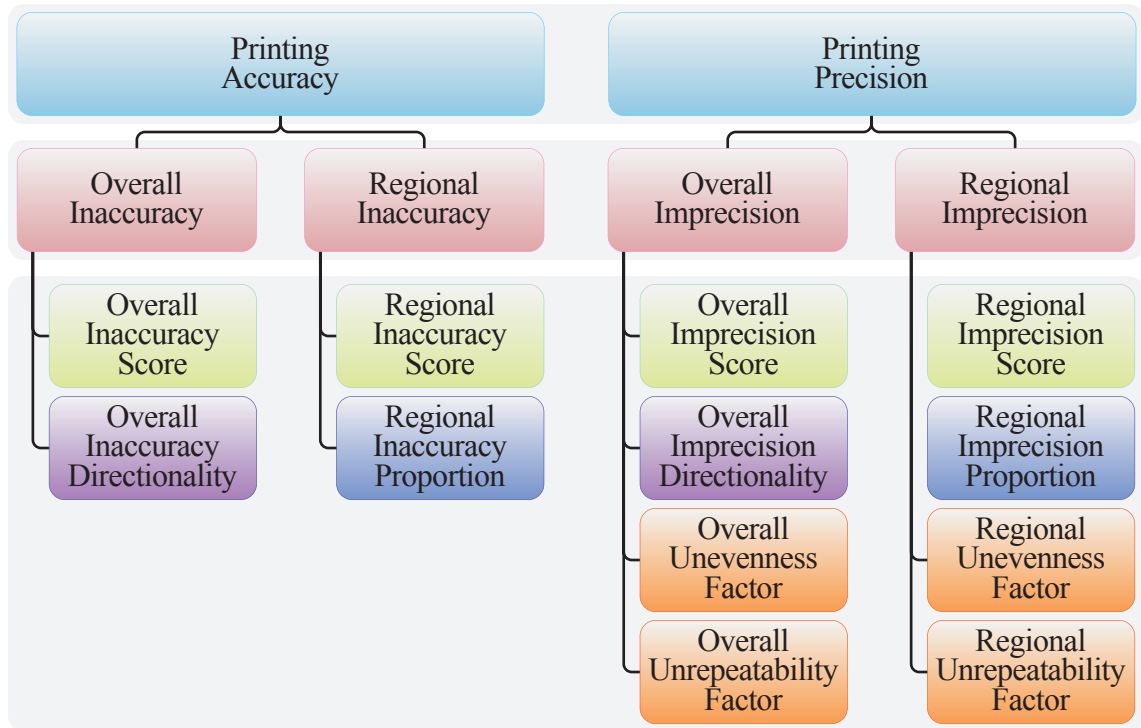 Printing
Accuracy
Printing
Precision
Overall
Inaccuracy
Regional
Inaccuracy
Overall
Imprecision
Regional
Imprecision
Overall
Inaccuracy
Score
Regional
Inaccuracy
Score
Overall
Imprecision
Score
Regional
Imprecision
Score
Overall
Inaccuracy
Directionality
Regional
Inaccuracy
Proportion
Overall
Imprecision
Directionality
Regional
Imprecision
Proportion
Overall
Unevenness
Factor
Regional
Unevenness
Factor
Overall
Unrepeatability
Factor
Regional
Unrepeatability
Factor